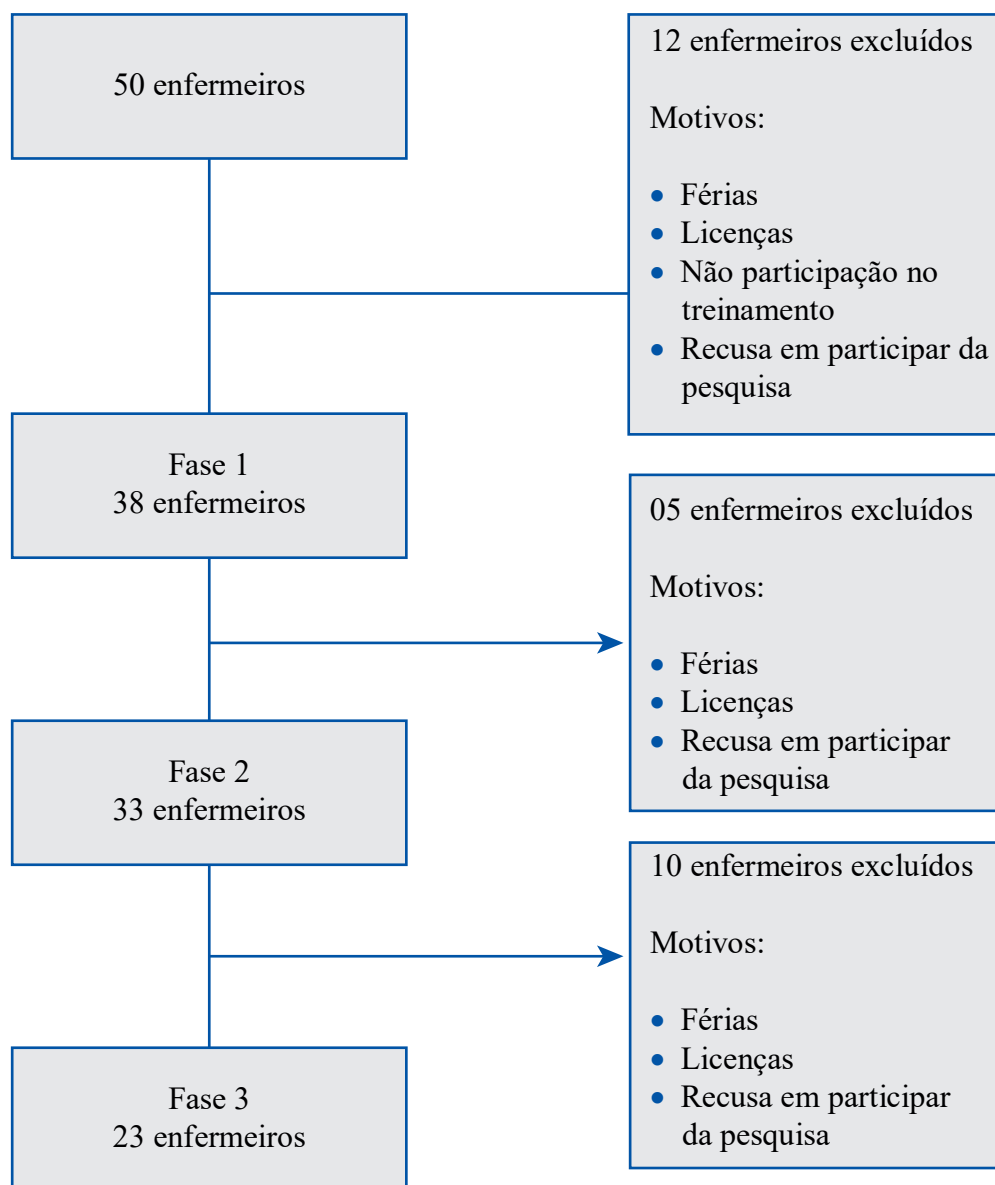 50 enfermeiros
12 enfermeiros excluídos
Motivos:
• Férias
• Licenças
• Não participação no
treinamento
• Recusa em participar da
pesquisa
Fase 1
38 enfermeiros
05 enfermeiros excluídos
Motivos:
• Férias
• Licenças
• Recusa em participar
da pesquisa
Fase 2
33 enfermeiros
10 enfermeiros excluídos
Motivos:
• Férias
• Licenças
• Recusa em participar
da pesquisa
Fase 3
23 enfermeiros